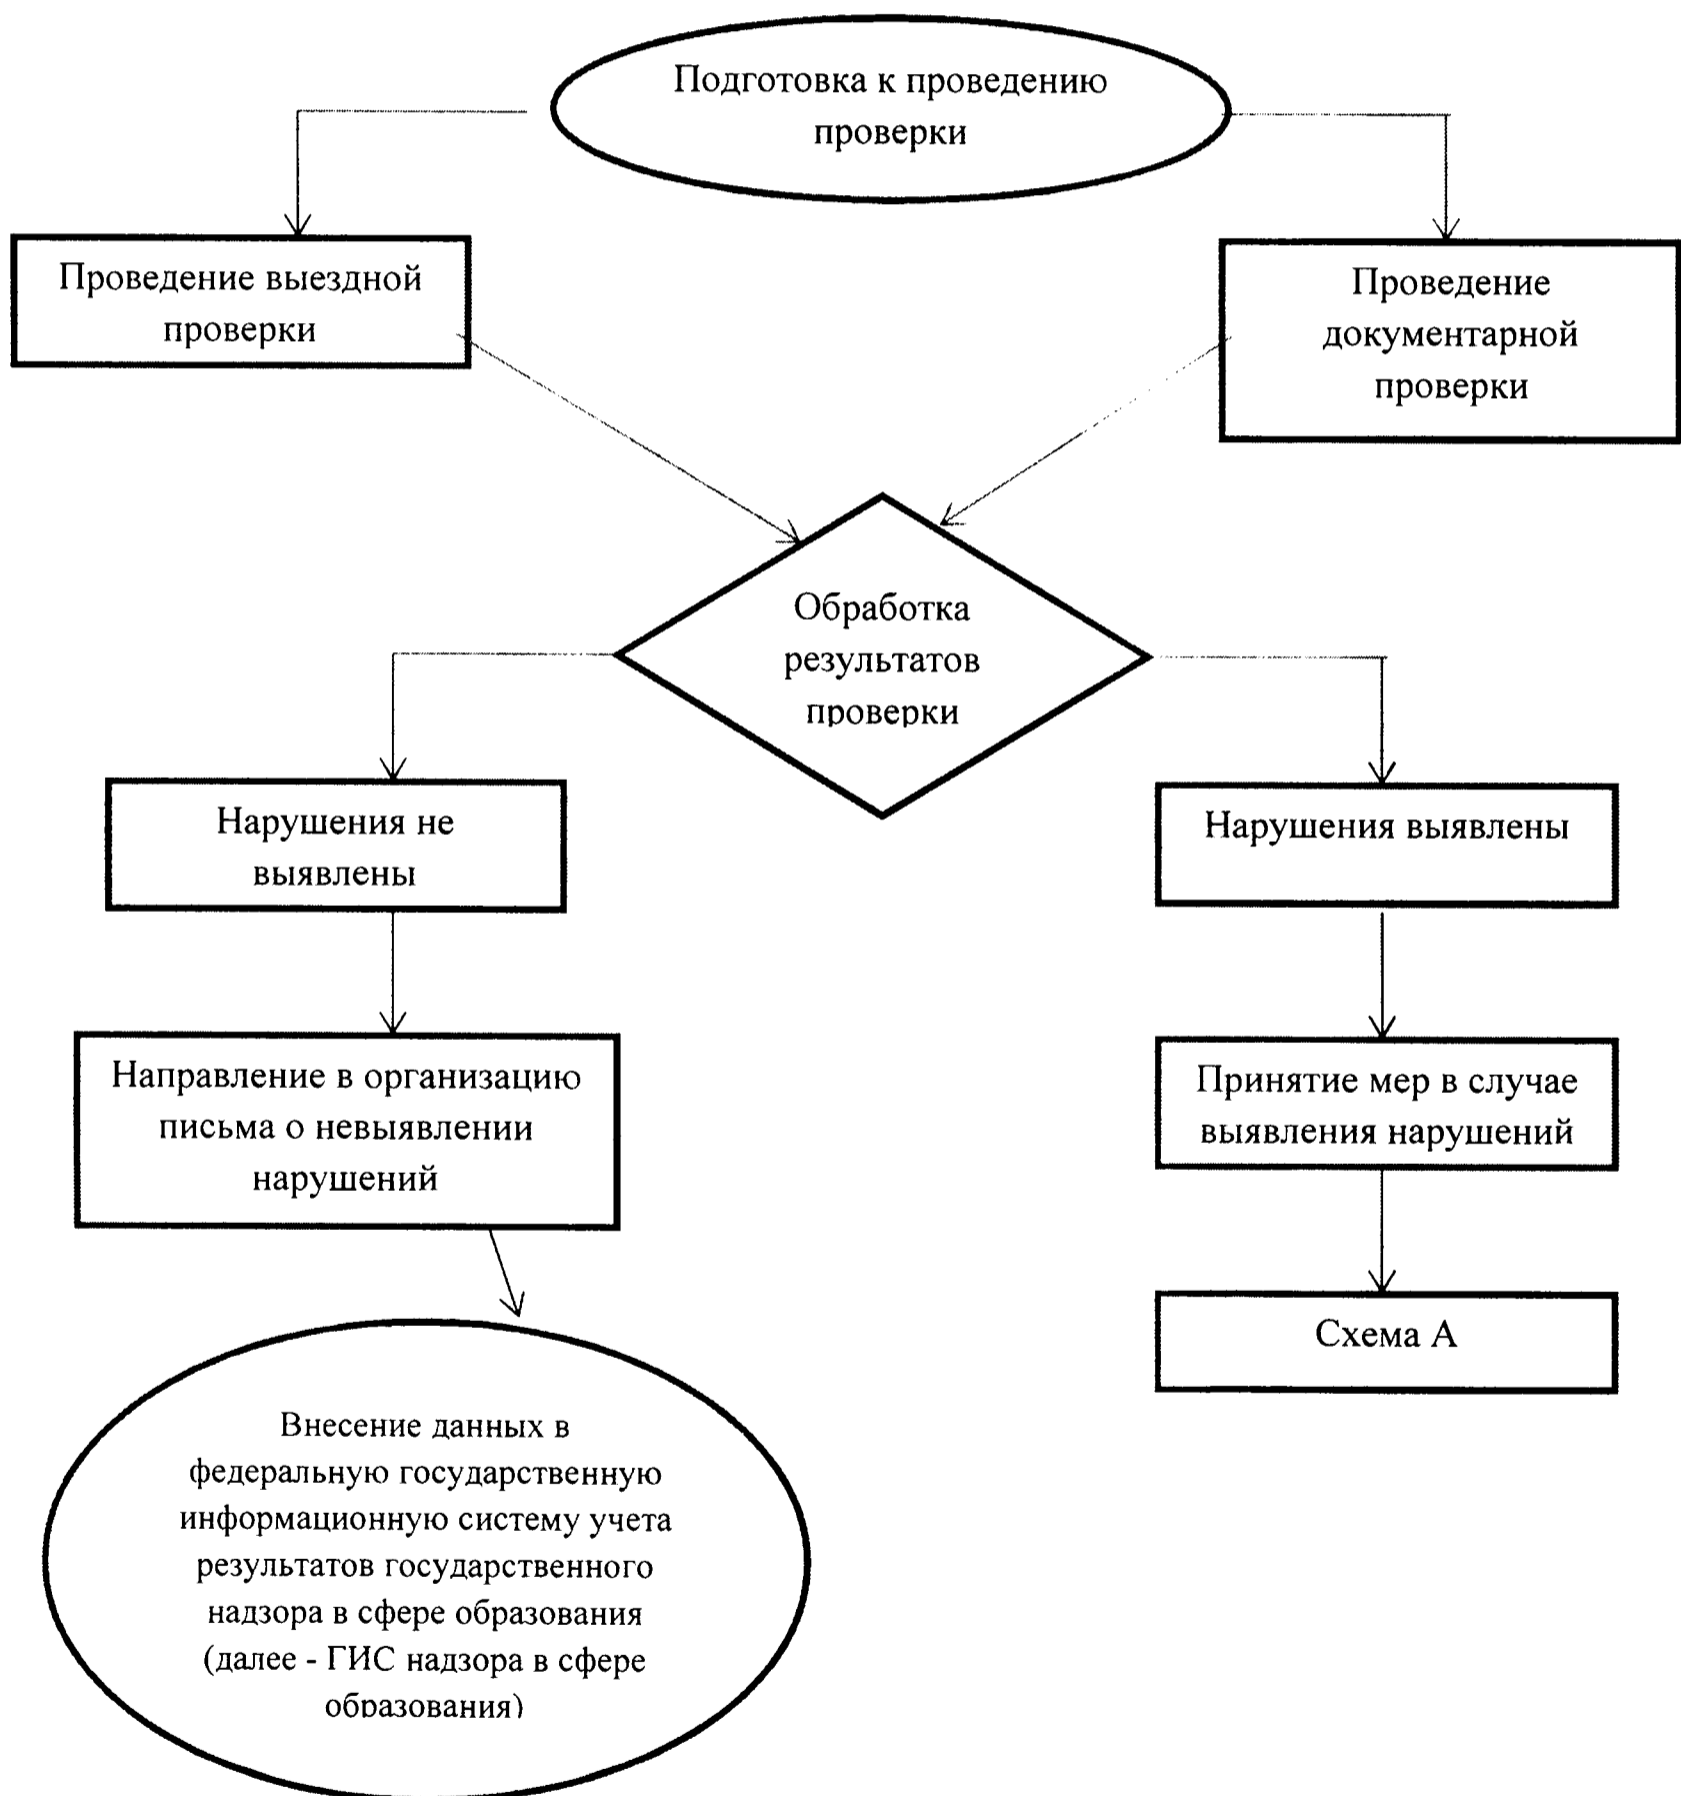 Подготовка к проведению
проверки
Проведение выездной
проверки
Проведение
документарной
проверки
Обработка
результатов
проверки
Нарушения не
выявлены
Нарушения выявлены
Направление в организацию
письма о невыявлении
нарушений
Принятие мер в случае
выявления нарушений
Схема А
Внесение данных в
федеральную государственную
информационную систему учета
результатов государственного
надзора в сфере образования
(далее - ГИС надзора в сфере
образования)